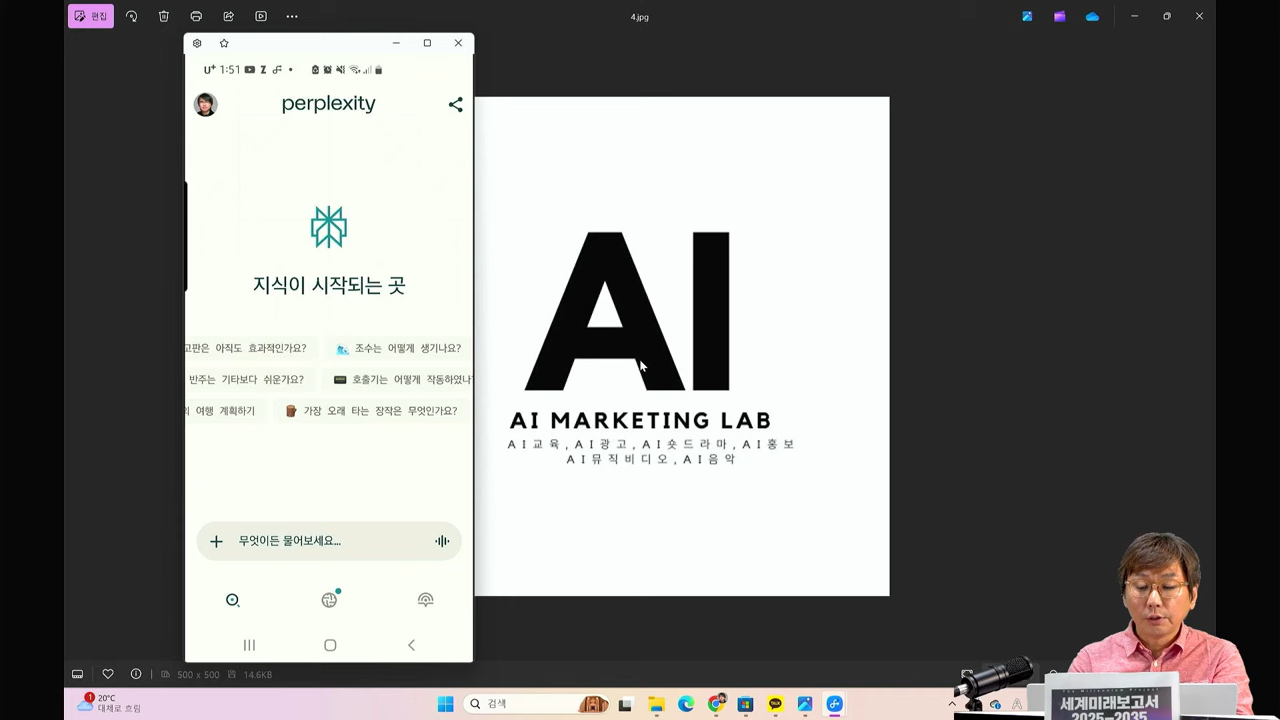 편집
4.jpg
U+ 1:51
perplexity
지식이 시작되는 곳
고판은 아직도 효과적인가요?
조수는 어떻게 생기나요?
반주는 기타보다 쉬운가요?
호출기는 어떻게 작동하였나
여행 계획하기
가장 오래 타는 장작은 무엇인가요?
무엇이든 물어보세요...
AI
AI MARKETING LAB
AI교육,AI광고,AI숏드라마,AI홍보
AI뮤직비디오,AI음악
500 x 500
14.6KB
1
20°C
대체로 흐림
검색
TALK
The Millennium Project
세계미래보고서
2025-2035